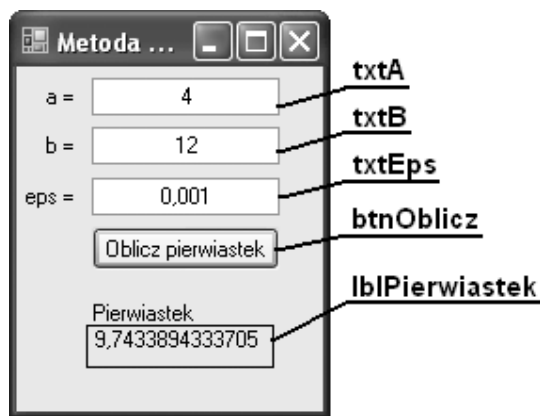 Metoda ...
a = 4
txtA
b = 12
txtB
eps = 0,001
txtEps
Oblicz pierwiastek
btnOblicz
Pierwiastek
9,7433894333705
lblPierwiastek